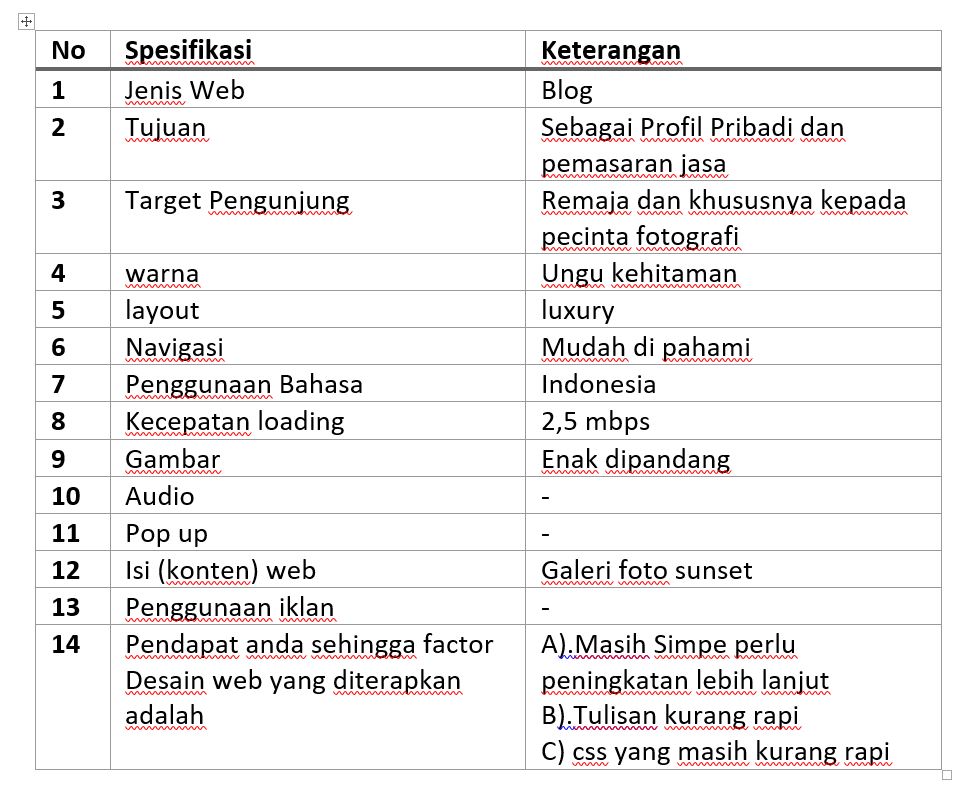 No Spesifikasi Keterangan
1 Jenis Web Blog
2 Tujuan Sebagai Profil Pribadi dan
pemasaran jasa
3 Target Pengunjung Remaja dan khususnya kepada
pecinta fotografi
4 warna Ungu kehitaman
5 layout luxury
6 Navigasi Mudah di pahami
7 Penggunaan Bahasa Indonesia
8 Kecepatan loading 2,5 mbps
9 Gambar Enak dipandang
10 Audio -
11 Pop up -
12 Isi (konten) web Galeri foto sunset
13 Penggunaan iklan -
14 Pendapat anda sehingga factor A).Masih Simpe perlu
Desain web yang diterapkan peningkatan lebih lanjut
adalah B).Tulisan kurang rapi
C) css yang masih kurang rapi